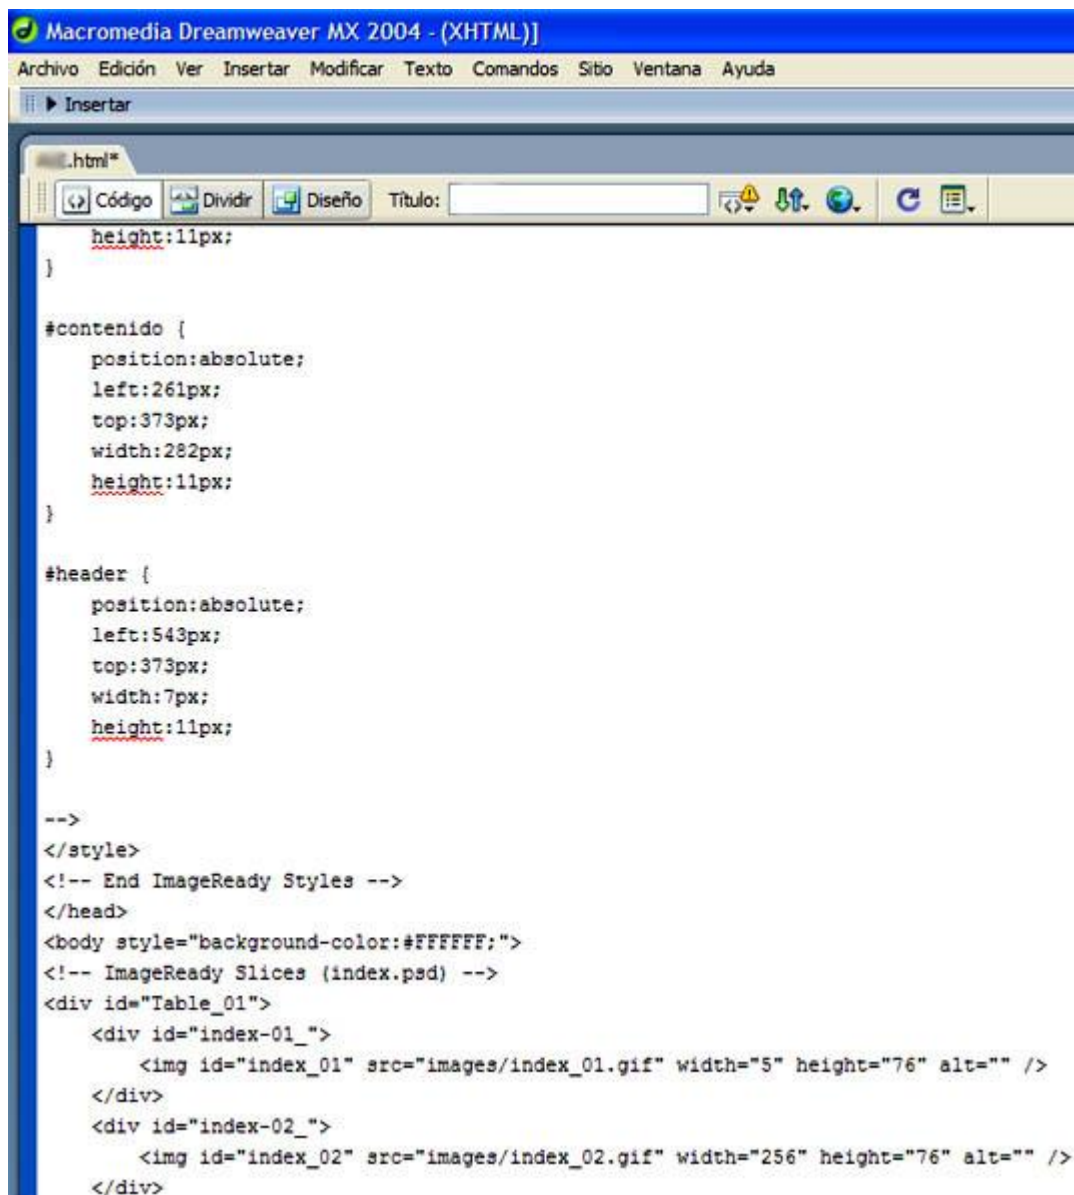 Macromedia Dreamweaver MX 2004 - (XHTML)]
Archivo Edición Ver Insertar Modificar Texto Comandos Sitio Ventana Ayuda
Insertar
.html*
Código Dividir Diseño Título:
height:11px;
}
#contenido {
position:absolute;
left:261px;
top:373px;
width:282px;
height:11px;
}
#header {
position:absolute;
left:543px;
top:373px;
width:7px;
height:11px;
}
-->
</style>
<!-- End ImageReady Styles -->
</head>
<body style="background-color:#FFFFFF;">
<!-- ImageReady Slices (index.psd) -->
<div id="Table_01">
<div id="index-01_">
<img id="index_01" src="images/index_01.gif" width="5" height="76" alt="" />
</div>
<div id="index-02_">
<img id="index_02" src="images/index_02.gif" width="256" height="76" alt="" />
</div>